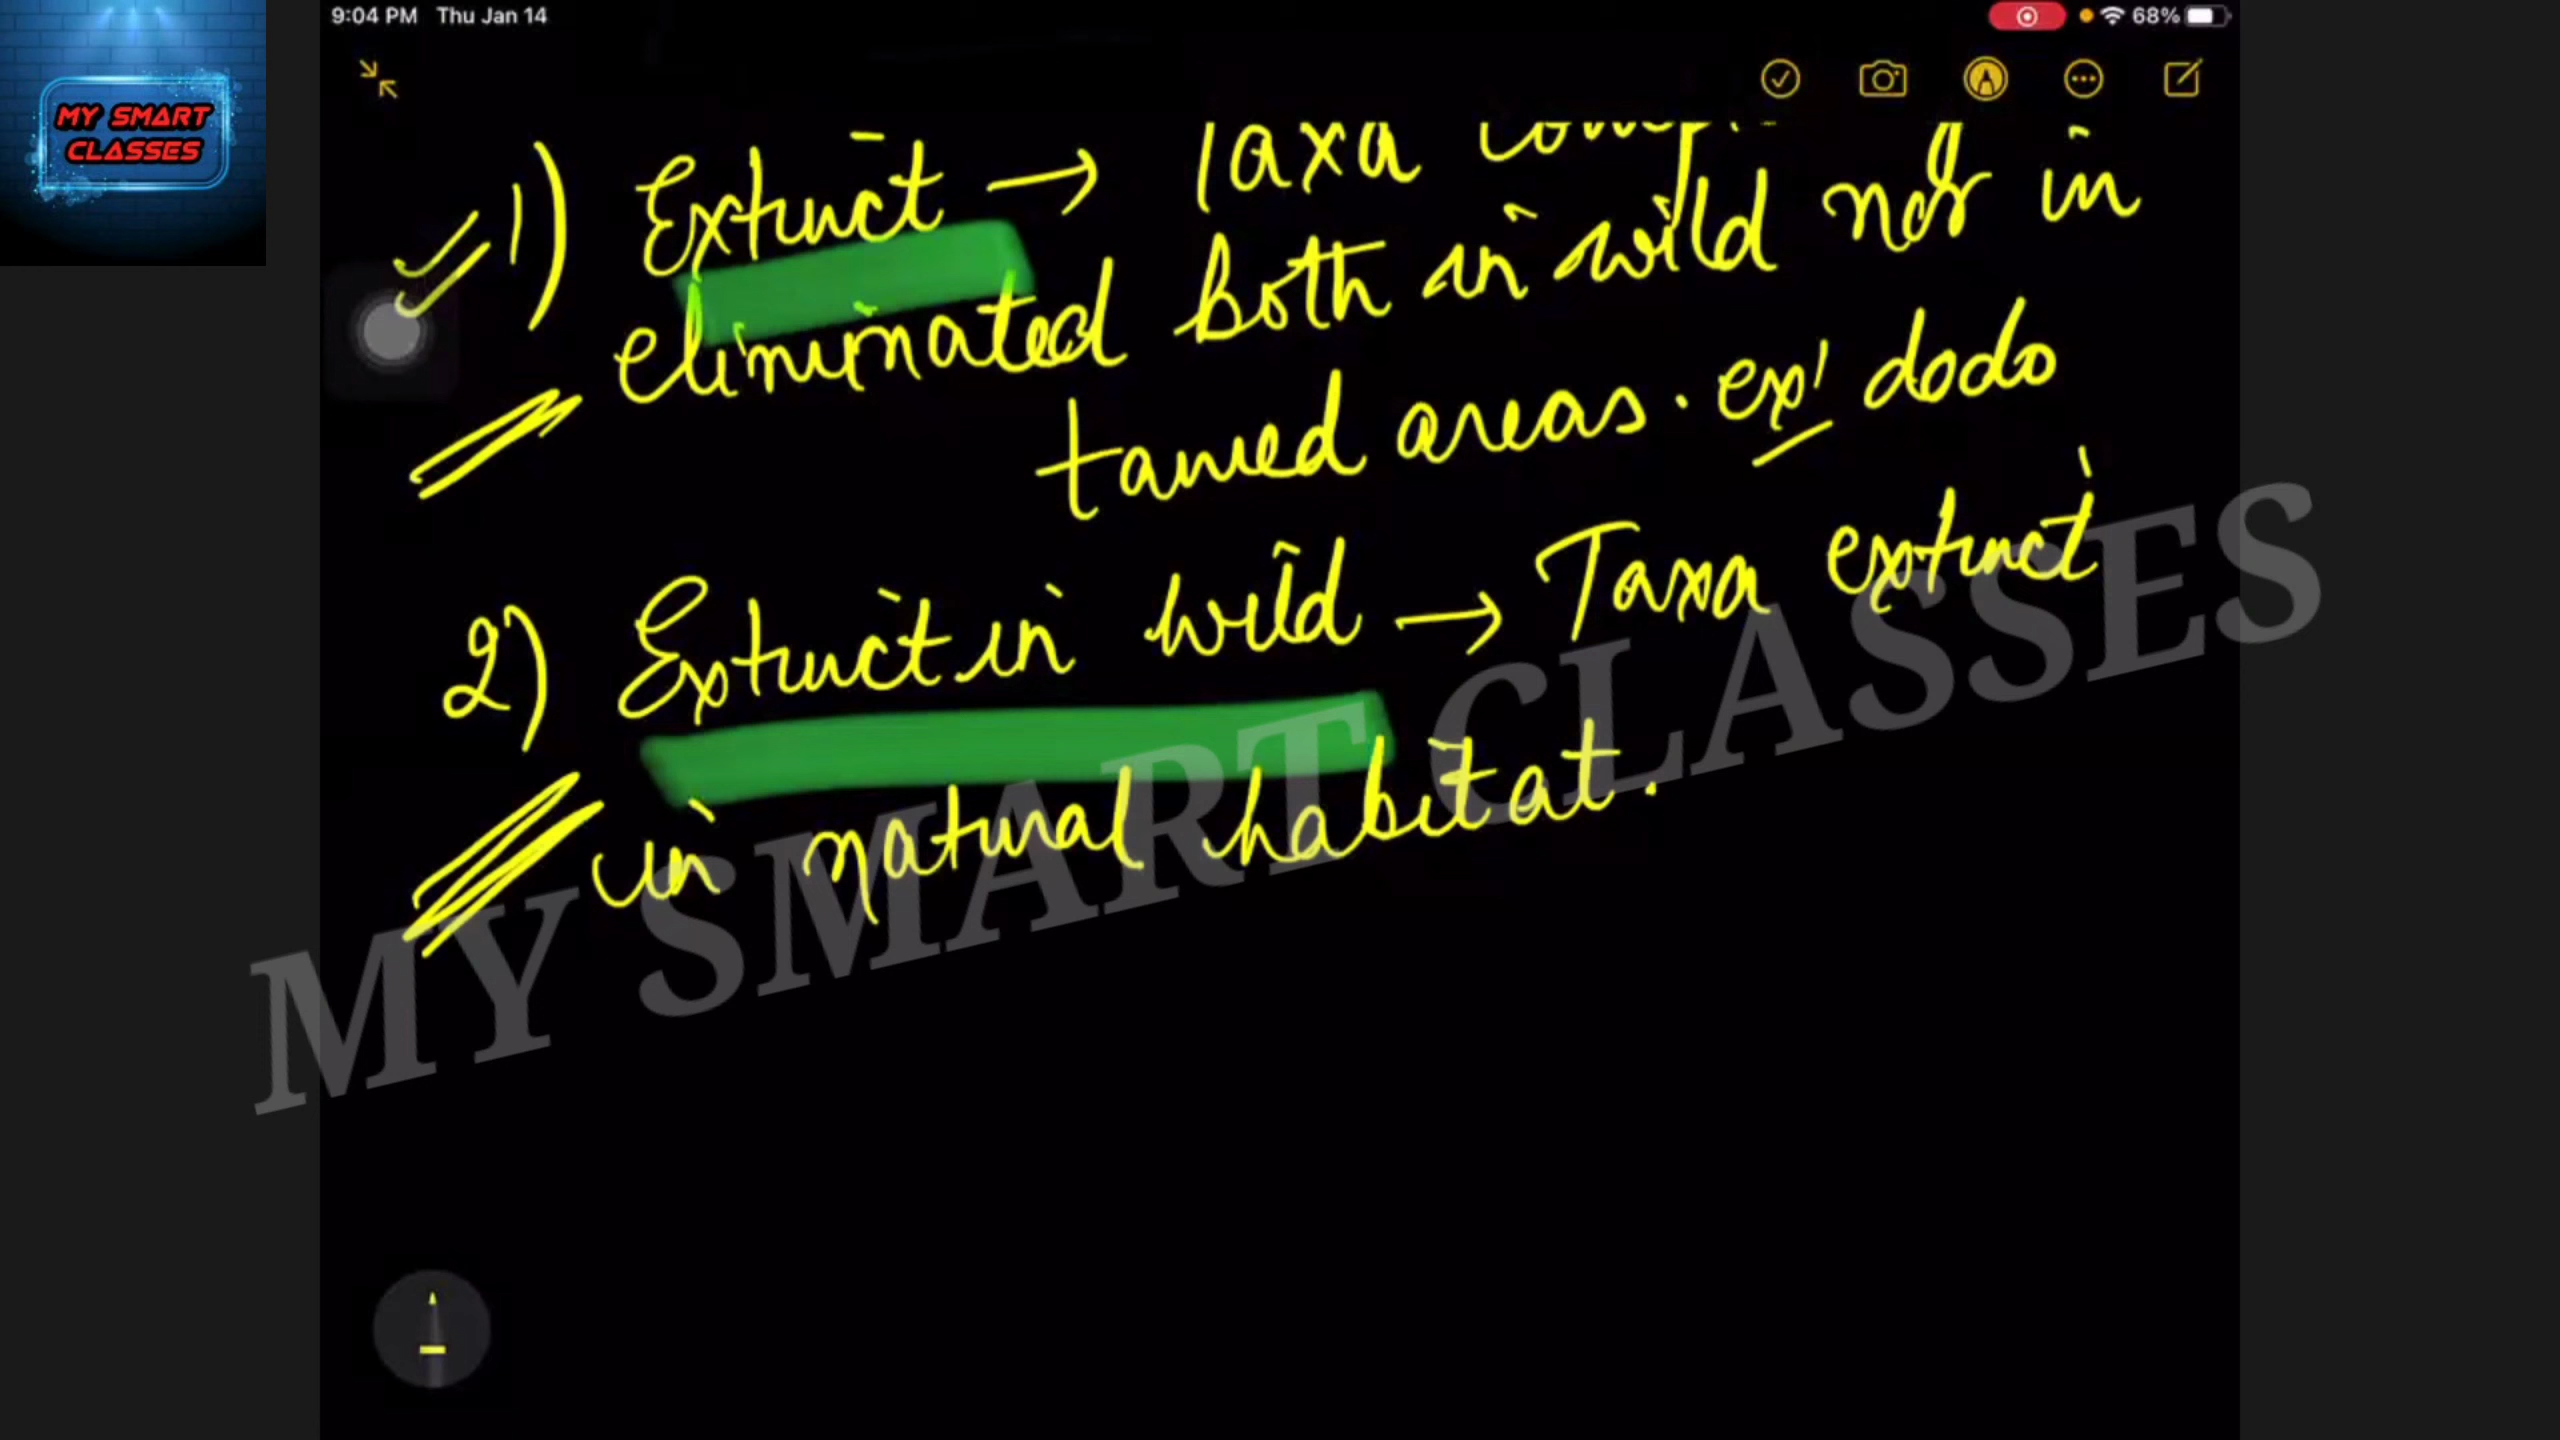 9:04 PM Thu Jan 14
68%
MY SMART
CLASSES
1) Extinct → Taxa
eliminated both in wild nor in
tamed areas. ex' dodo
2) Extinct in wild → Taxa extinct
in natural habitat.
MY SMART CLASSES